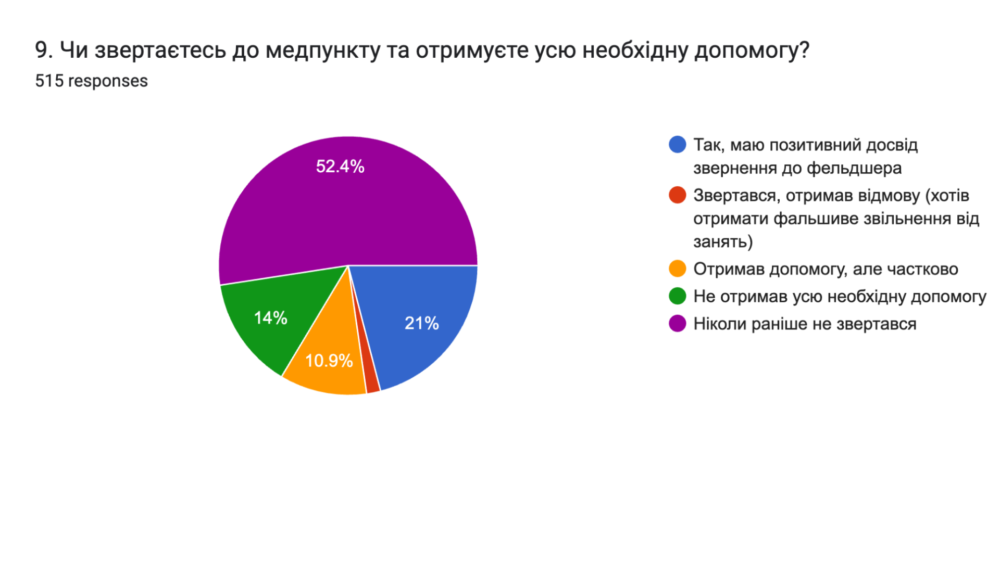 9. Чи звертаєтесь до медпункту та отримуєте усю необхідну допомогу?
515 responses
52.4%
21%
14%
10.9%
Так, маю позитивний досвід
звернення до фельдшера
Звертався, отримав відмову (хотів
отримати фальшиве звільнення від
занять)
Отримав допомогу, але частково
Не отримав усю необхідну допомогу
Ніколи раніше не звертався